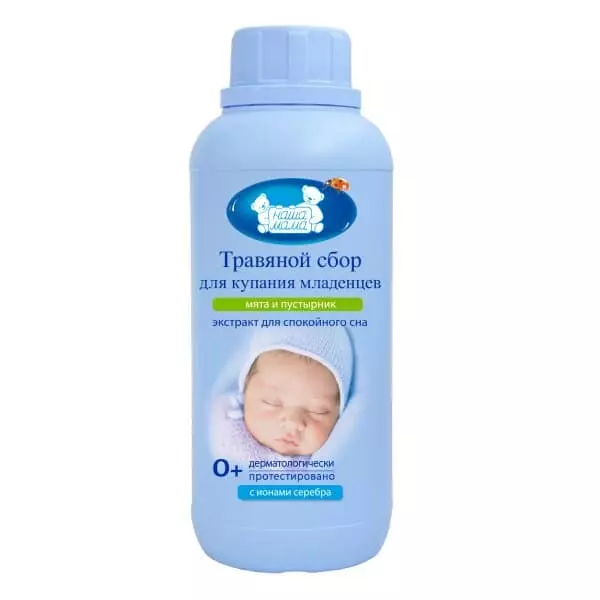 наша
мама
Травяной сбор
для купания младенцев
мята и пустырник
экстракт для спокойного сна
0+
дерматологически
протестировано
с ионами серебра